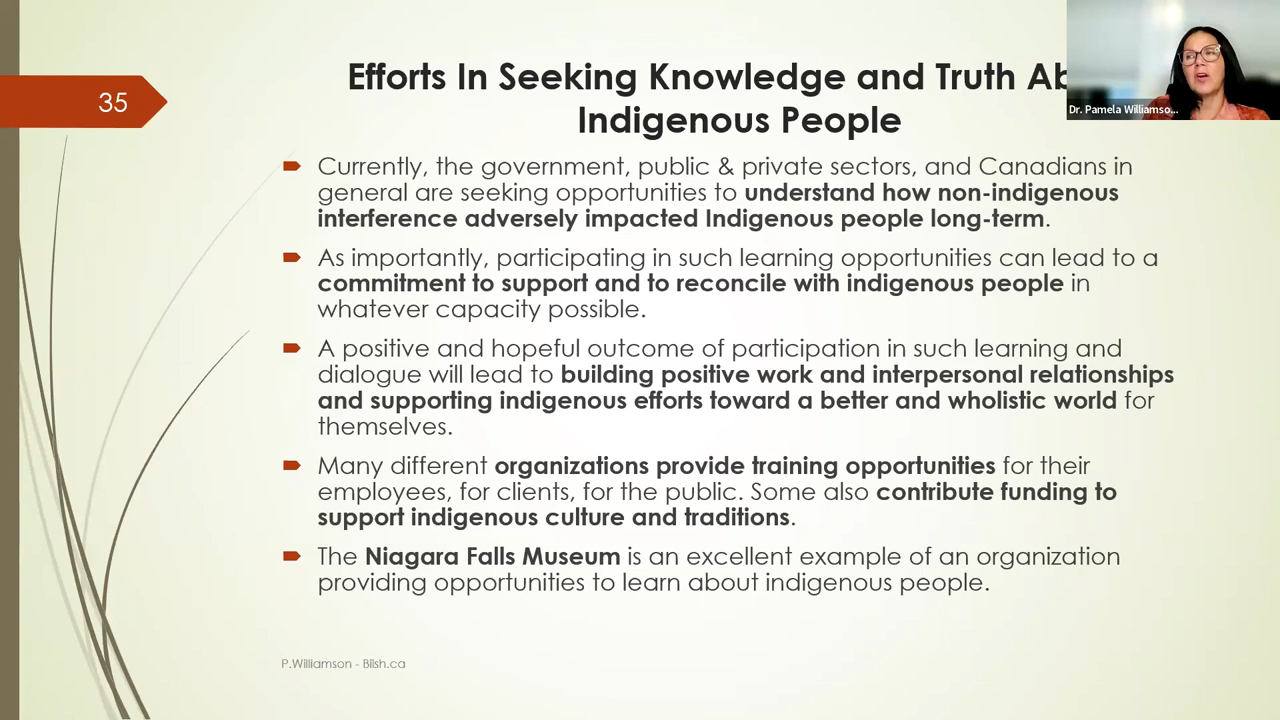 35
Efforts In Seeking Knowledge and Truth Ab
Indigenous People
Dr. Pamela Williamso...
Currently, the government, public & private sectors, and Canadians in
general are seeking opportunities to understand how non-indigenous
interference adversely impacted Indigenous people long-term.
As importantly, participating in such learning opportunities can lead to a
commitment to support and to reconcile with indigenous people in
whatever capacity possible.
A positive and hopeful outcome of participation in such learning and
dialogue will lead to building positive work and interpersonal relationships
and supporting indigenous efforts toward a better and wholistic world for
themselves.
Many different organizations provide training opportunities for their
employees, for clients, for the public. Some also contribute funding to
support indigenous culture and traditions.
The Niagara Falls Museum is an excellent example of an organization
providing opportunities to learn about indigenous people.
P.Williamson - Biish.ca